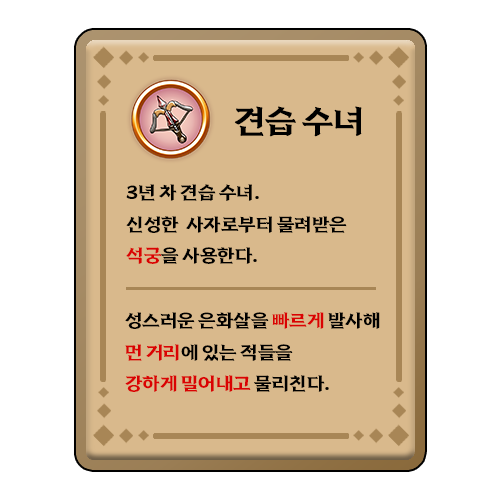 견습 수녀
3년 차 견습 수녀.
신성한 사자로부터 물려받은
석궁을 사용한다.
성스러운 은화살을 빠르게 발사해
먼 거리에 있는 적들을
강하게 밀어내고 물리친다.